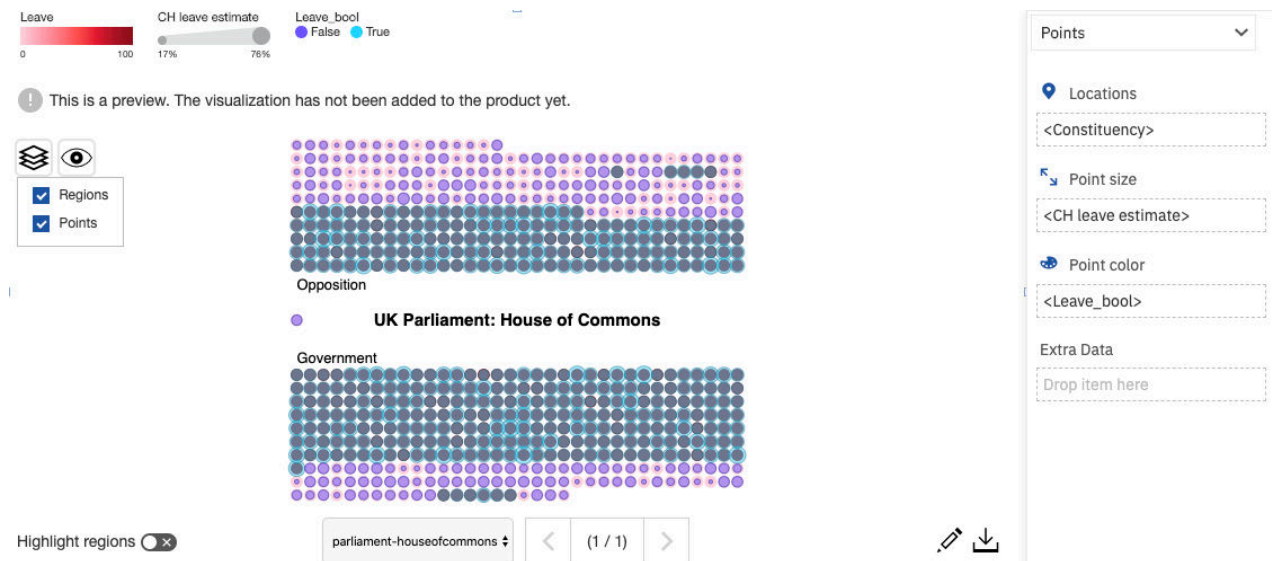 Leave
0 100
CH leave estimate
17% 76%
Leave_bool
False True
This is a preview. The visualization has not been added to the product yet.
Regions
Points
Opposition
UK Parliament: House of Commons
Government
Highlight regions
parliament-houseofcommons
(1 / 1)
Points
Locations
<Constituency>
Point size
<CH leave estimate>
Point color
<Leave_bool>
Extra Data
Drop item here